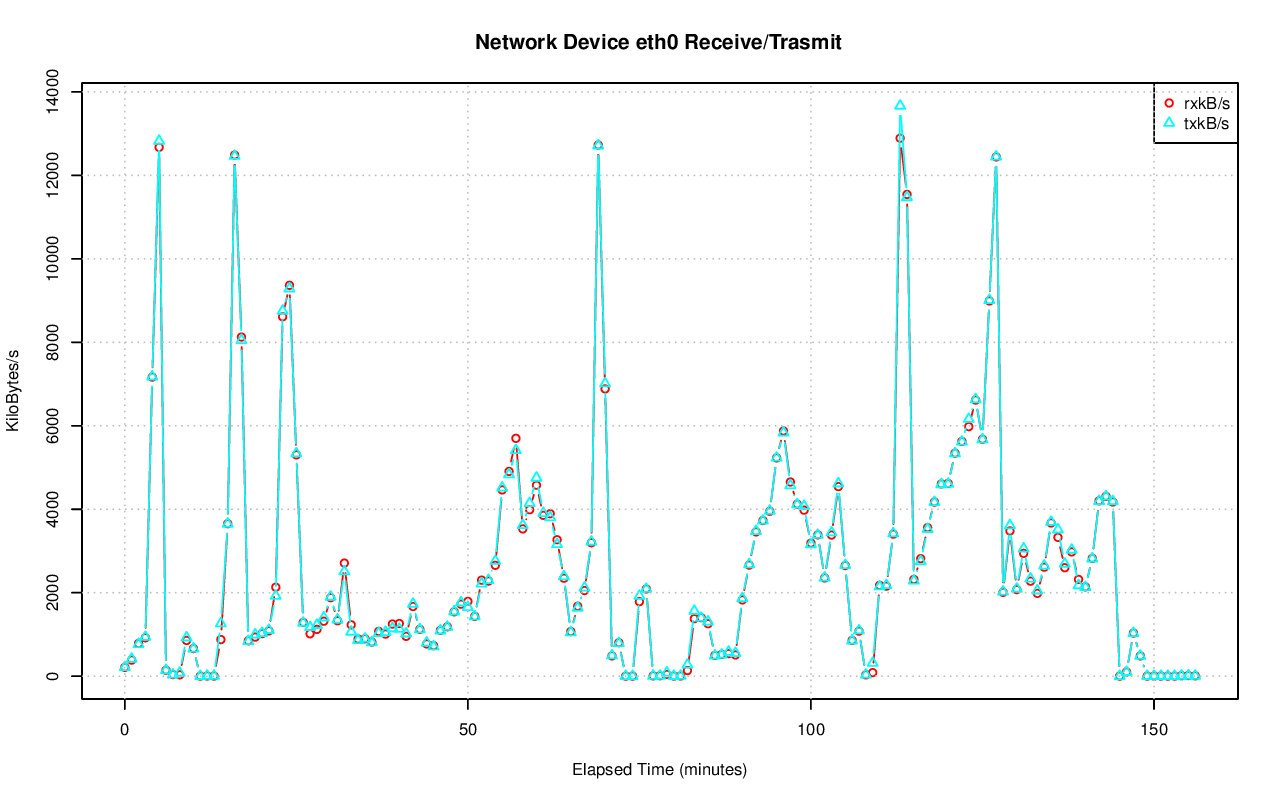 Network Device eth0 Receive/Trasmit
rxkB/s
txkB/s
KiloBytes/s
14000
12000
10000
8000
6000
4000
2000
0
0 50 100 150
Elapsed Time (minutes)